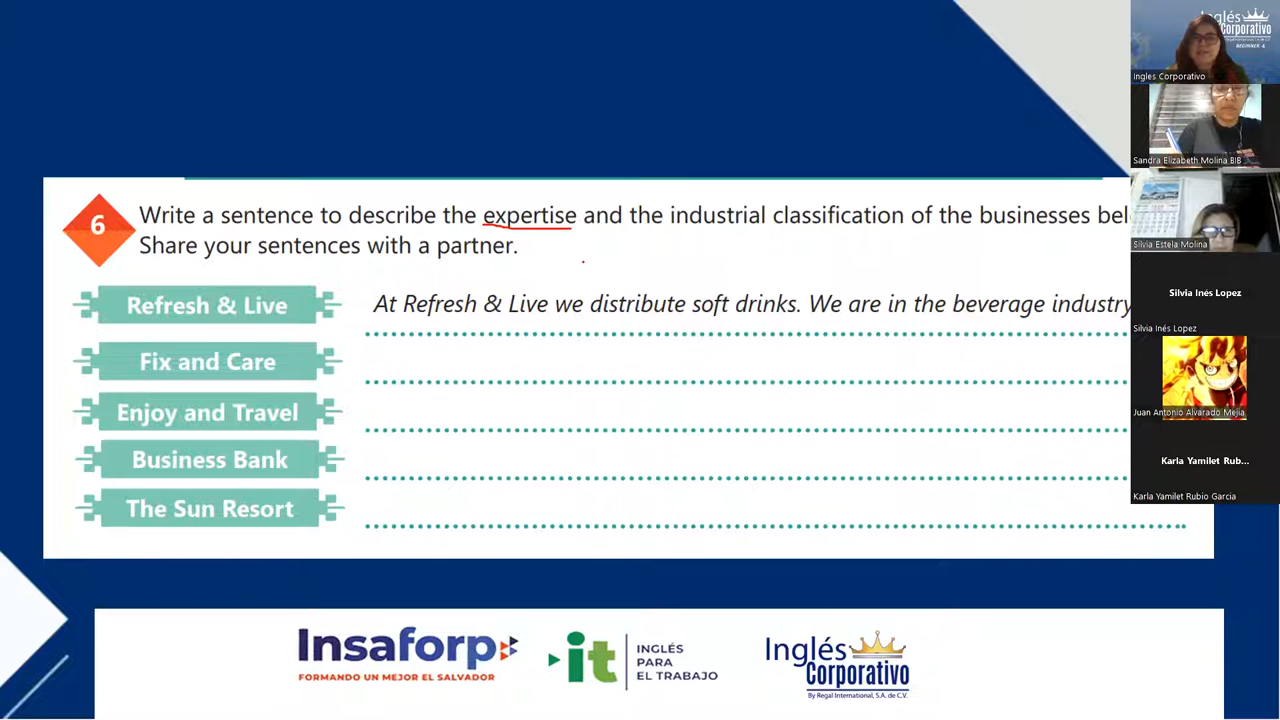 6
Write a sentence to describe the expertise and the industrial classification of the businesses
Share your sentences with a partner.
Refresh & Live
At Refresh & Live we distribute soft drinks. We are in the beverage industry
Fix and Care
Enjoy and Travel
Business Bank
The Sun Resort
Insaforp
FORMANDO UN MEJOR EL SALVADOR
it
INGLÉS
PARA
EL TRABAJO
Inglés
Corporativo
By Regal International, S.A. de C.V.
Inglés
Corporativo
BEGINNER 4
Ingles Corporativo
Sandra Elizabeth Molina BIB
Silvia Estela Molina
Silvia Inés Lopez
Silvia Inés Lopez
Juan Antonio Alvarado Mejia
Karla Yamilet Rub...
Karla Yamilet Rubio Garcia